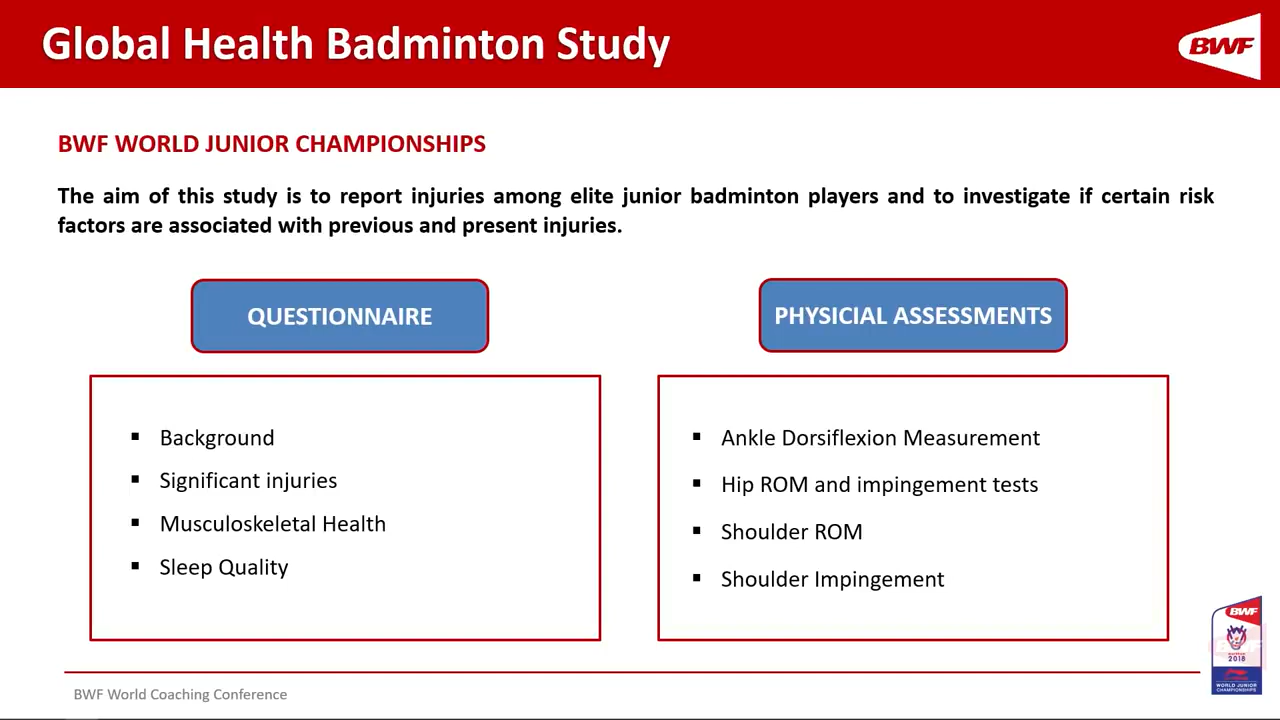 Global Health Badminton Study
BWF
BWF WORLD JUNIOR CHAMPIONSHIPS
The aim of this study is to report injuries among elite junior badminton players and to investigate if certain risk
factors are associated with previous and present injuries.
QUESTIONNAIRE
PHYSICIAL ASSESSMENTS
▪ Background
▪ Significant injuries
▪ Musculoskeletal Health
▪ Sleep Quality
▪ Ankle Dorsiflexion Measurement
▪ Hip ROM and impingement tests
▪ Shoulder ROM
▪ Shoulder Impingement
BWF
2018
WORLD JUNIOR
CHAMPIONSHIPS
BWF World Coaching Conference